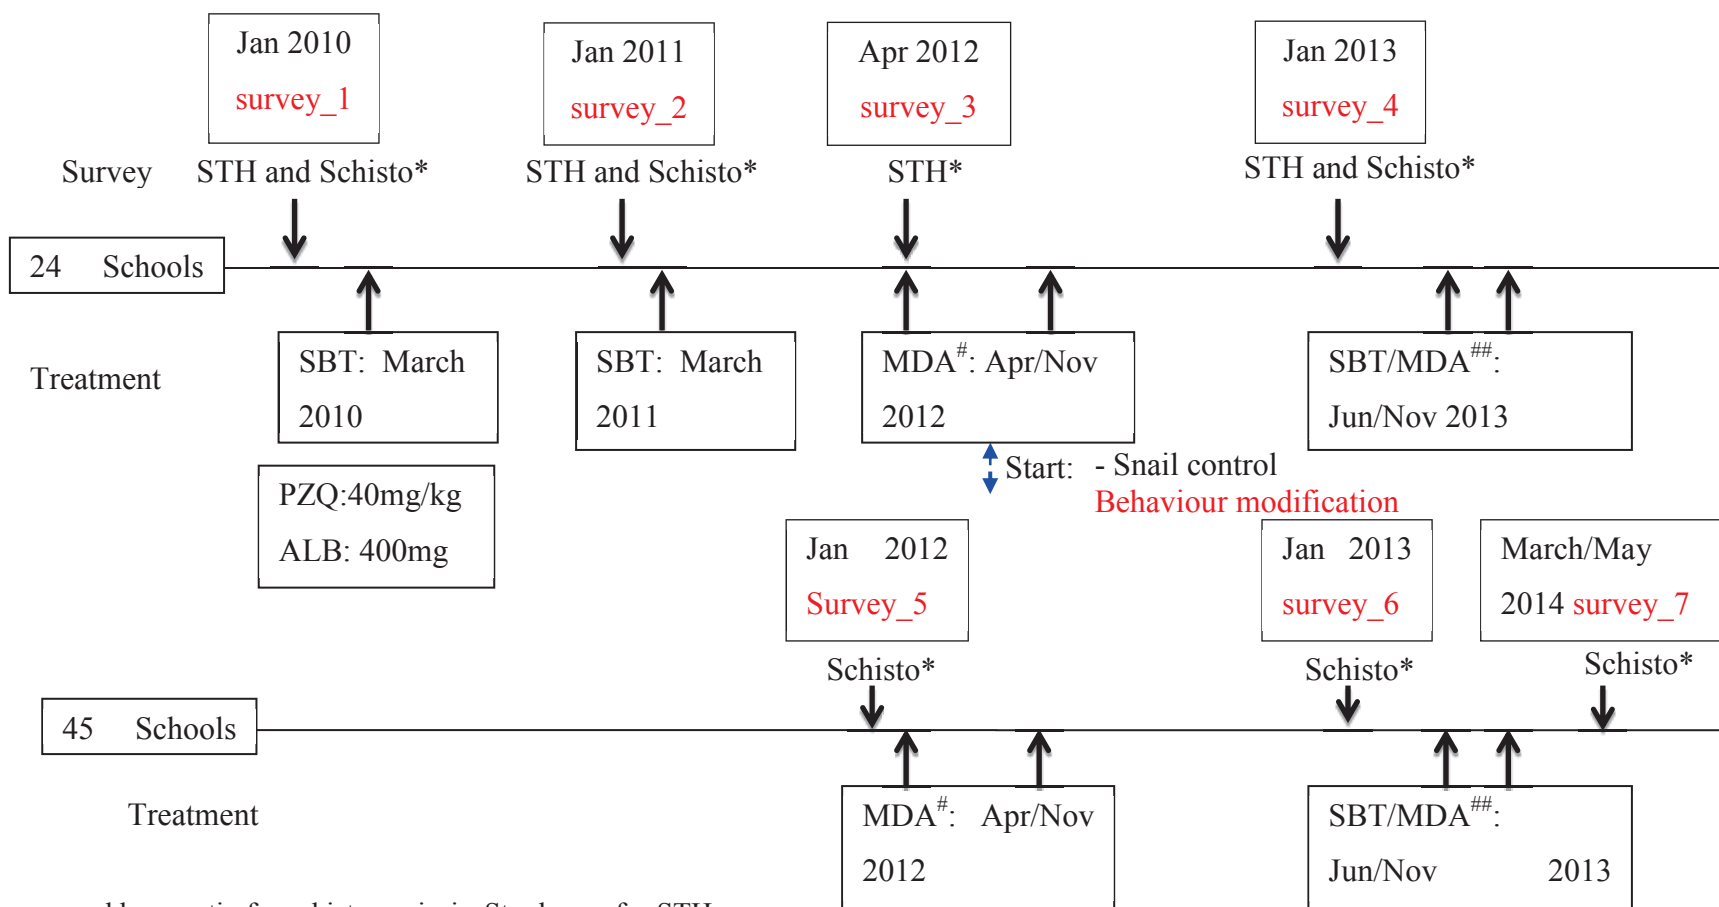 Jan 2010
survey_1
Jan 2011
survey_2
Apr 2012
survey_3
Jan 2013
survey_4
Survey
STH and Schisto*
STH and Schisto*
STH*
STH and Schisto*
24 Schools
Treatment
SBT: March
2010
SBT: March
2011
MDA#: Apr/Nov
2012
SBT/MDA##:
Jun/Nov 2013
PZQ:40mg/kg
ALB: 400mg
Start: - Snail control
Behaviour modification
Jan 2012
Survey_5
Jan 2013
survey_6
March/May
2014 survey_7
Schisto*
Schisto*
Schisto*
45 Schools
Treatment
MDA#: Apr/Nov
2012
SBT/MDA##:
Jun/Nov 2013